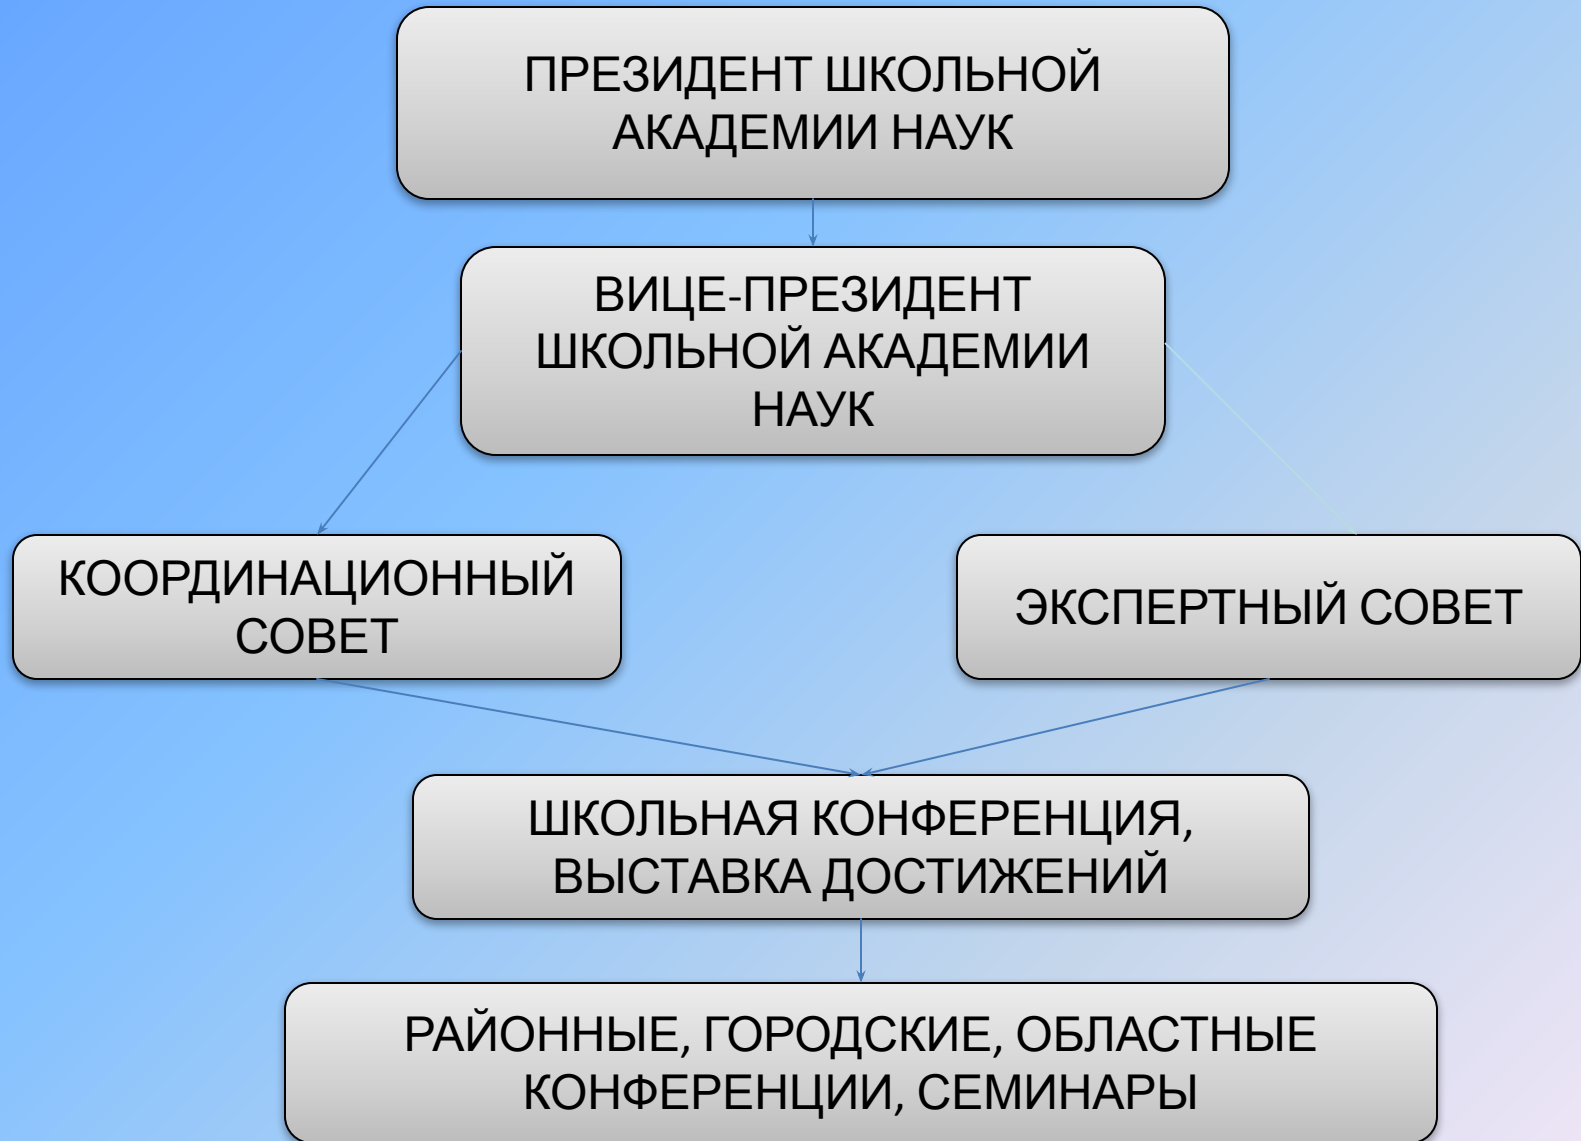 ПРЕЗИДЕНТ ШКОЛЬНОЙ
АКАДЕМИИ НАУК
ВИЦЕ-ПРЕЗИДЕНТ
ШКОЛЬНОЙ АКАДЕМИИ
НАУК
КООРДИНАЦИОННЫЙ
СОВЕТ
ЭКСПЕРТНЫЙ СОВЕТ
ШКОЛЬНАЯ КОНФЕРЕНЦИЯ,
ВЫСТАВКА ДОСТИЖЕНИЙ
РАЙОННЫЕ, ГОРОДСКИЕ, ОБЛАСТНЫЕ
КОНФЕРЕНЦИИ, СЕМИНАРЫ